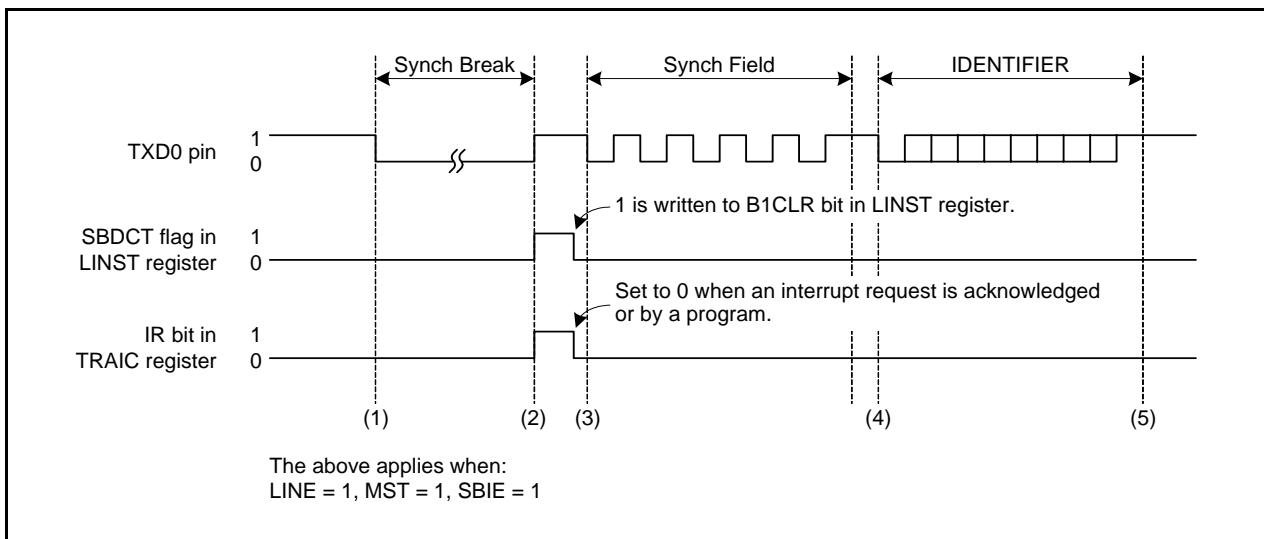 Synch Break
Synch Field
IDENTIFIER
TXD0 pin
1
0
1 is written to B1CLR bit in LINST register.
SBDCT flag in
LINST register
1
0
Set to 0 when an interrupt request is acknowledged
or by a program.
IR bit in
TRAIC register
1
0
(1)
(2)
(3)
(4)
(5)
The above applies when:
LINE = 1, MST = 1, SBIE = 1